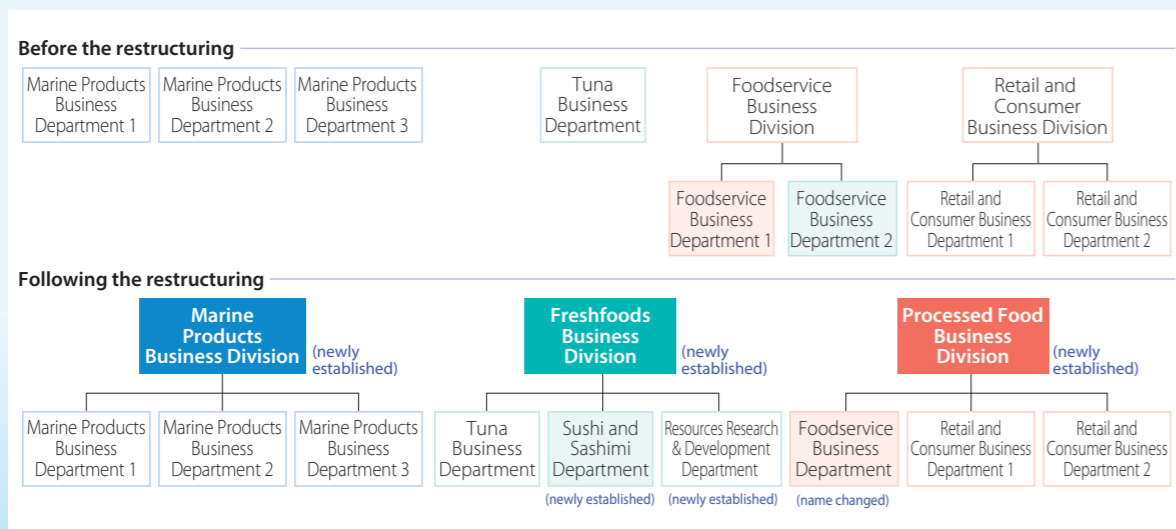 Before the restructuring
Marine Products
Business
Department 1
Marine Products
Business
Department 2
Marine Products
Business
Department 3
Tuna
Business
Department
Foodservice
Business
Division
Retail and
Consumer
Business Division
Foodservice
Business
Department 1
Foodservice
Business
Department 2
Retail and
Consumer Business
Department 1
Retail and
Consumer Business
Department 2
Following the restructuring
Marine
Products
Business Division
(newly
established)
Freshfoods
Business
Division
(newly
established)
Processed Food
Business
Division
(newly
established)
Marine Products
Business
Department 1
Marine Products
Business
Department 2
Marine Products
Business
Department 3
Tuna
Business
Department
Sushi and
Sashimi
Department
(newly established)
Resources Research
& Development
Department
(newly established)
Foodservice
Business
Department
(name changed)
Retail and
Consumer Business
Department 1
Retail and
Consumer Business
Department 2